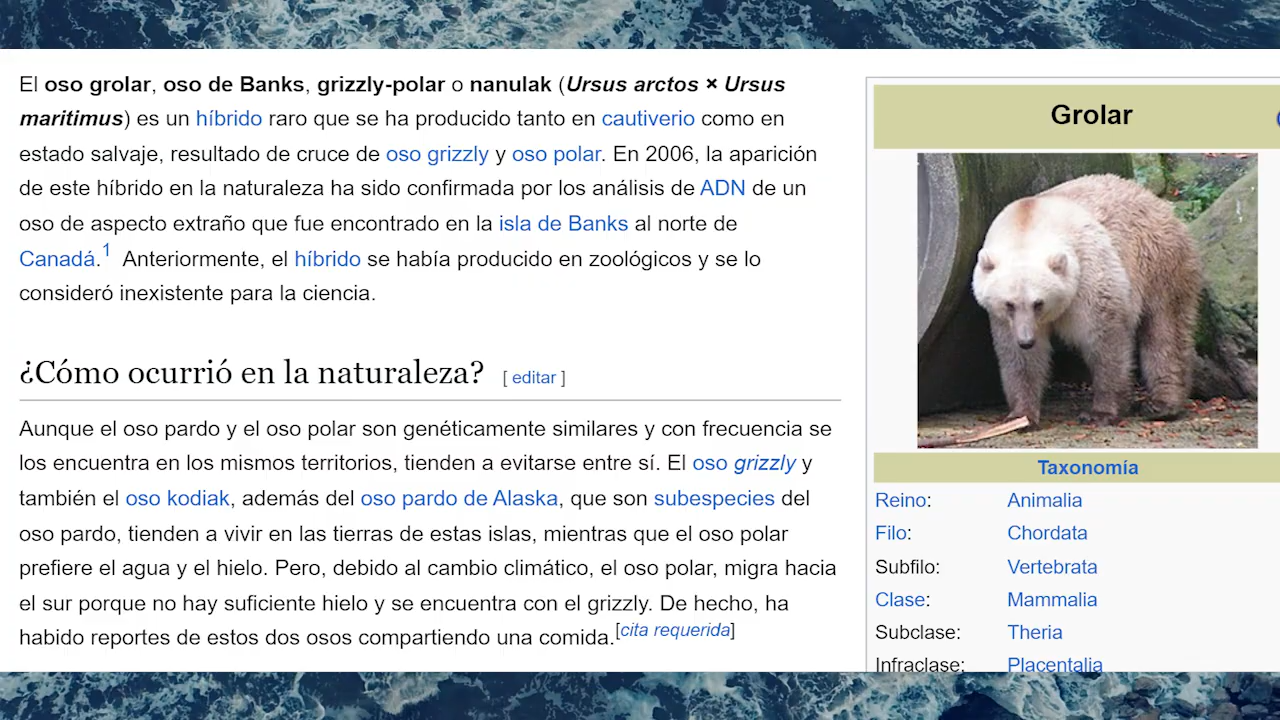 El oso grolar, oso de Banks, grizzly-polar o nanulak (Ursus arctos × Ursus
maritimus) es un híbrido raro que se ha producido tanto en cautiverio como en
estado salvaje, resultado de cruce de oso grizzly y oso polar. En 2006, la aparición
de este híbrido en la naturaleza ha sido confirmada por los análisis de ADN de un
oso de aspecto extraño que fue encontrado en la isla de Banks al norte de
Canadá.1 Anteriormente, el híbrido se había producido en zoológicos y se lo
consideró inexistente para la ciencia.
¿Cómo ocurrió en la naturaleza? [ editar ]
Aunque el oso pardo y el oso polar son genéticamente similares y con frecuencia se
los encuentra en los mismos territorios, tienden a evitarse entre sí. El oso grizzly y
también el oso kodiak, además del oso pardo de Alaska, que son subespecies del
oso pardo, tienden a vivir en las tierras de estas islas, mientras que el oso polar
prefiere el agua y el hielo. Pero, debido al cambio climático, el oso polar, migra hacia
el sur porque no hay suficiente hielo y se encuentra con el grizzly. De hecho, ha
habido reportes de estos dos osos compartiendo una comida.[cita requerida]
Grolar
Taxonomía
Reino: Animalia
Filo: Chordata
Subfilo: Vertebrata
Clase: Mammalia
Subclase: Theria
Infraclase: Placentalia